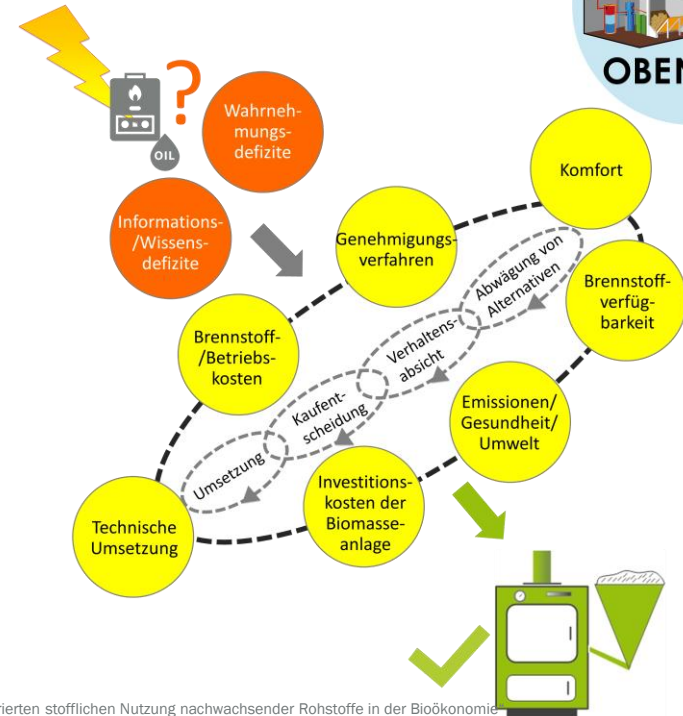 OBEN
?
OIL
Wahrneh-
mungs-
defizite
Informations-
/Wissens-
defizite
Komfort
Genehmigungs-
verfahren
Abwägung von
Alternativen
Brennstoff-
verfüg-
barkeit
Verhaltens-
absicht
Brennstoff-
/Betriebs-
kosten
Kaufent-
scheidung
Emissionen/
Gesundheit/
Umwelt
Umsetzung
Investitions-
kosten der
Biomasse-
anlage
Technische
Umsetzung
rierten stofflichen Nutzung nachwachsender Rohstoffe in der Bioökonomie"